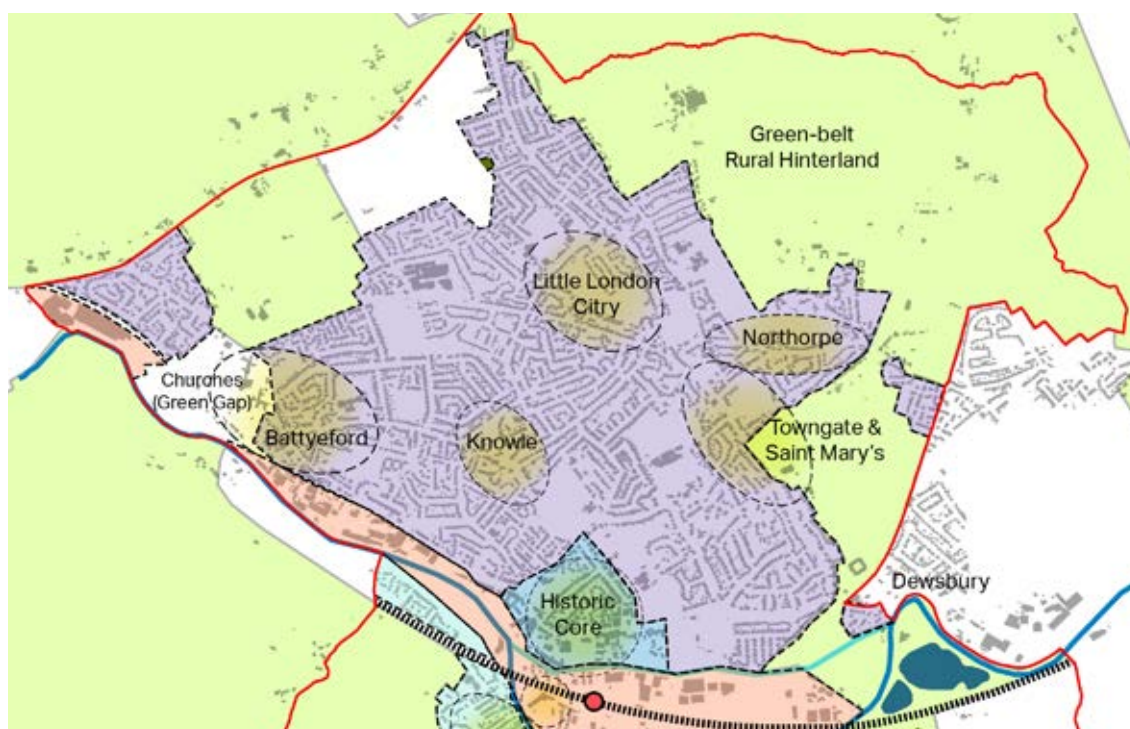 Green-belt
Rural Hinterland
Little London
Citry
Northorpe
Churches
(Green Gap)
Battyeford
Knowle
Towngate &
Saint Mary's
Dewsbury
Historic
Core